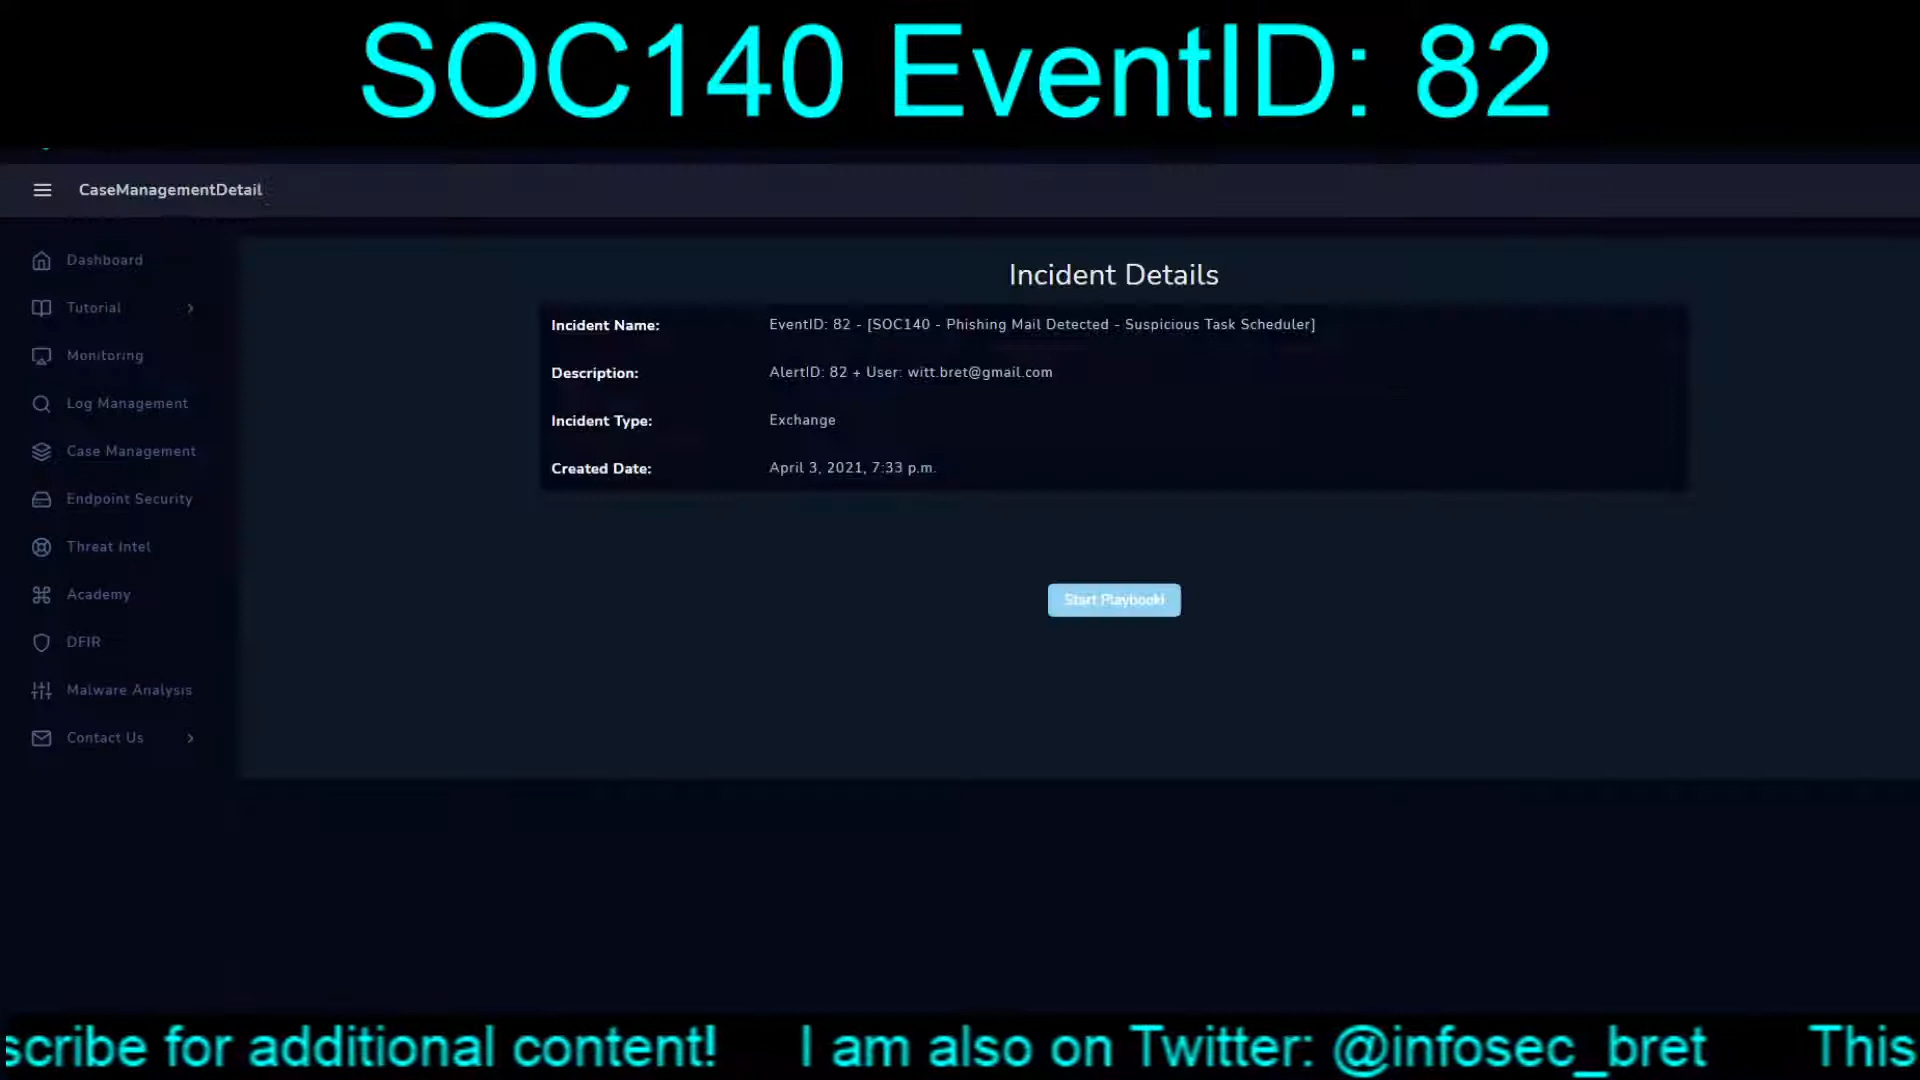 SOC140 EventID: 82
CaseManagementDetail
Dashboard
Tutorial
Monitoring
Log Management
Case Management
Endpoint Security
Threat Intel
Academy
DFIR
Malware Analysis
Contact Us
Incident Details
Incident Name: EventID: 82 - [SOC140 - Phishing Mail Detected - Suspicious Task Scheduler]
Description: AlertID: 82 + User: witt.bret@gmail.com
Incident Type: Exchange
Created Date: April 3, 2021, 7:33 p.m.
Start Playbook!
scribe for additional content! I am also on Twitter: @infosec_bret This